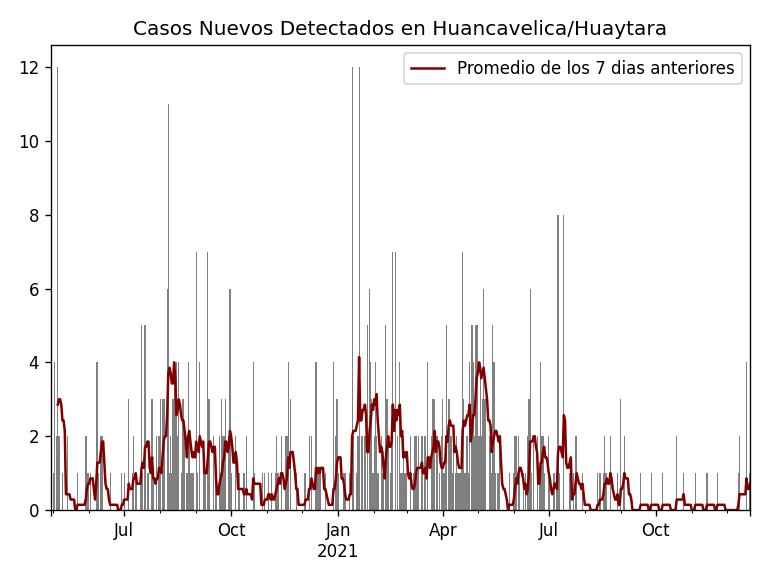 Casos Nuevos Detectados en Huancavelica/Huaytara
Promedio de los 7 dias anteriores
12
10
8
6
4
2
0
Jul Oct Jan Apr Jul Oct
2021